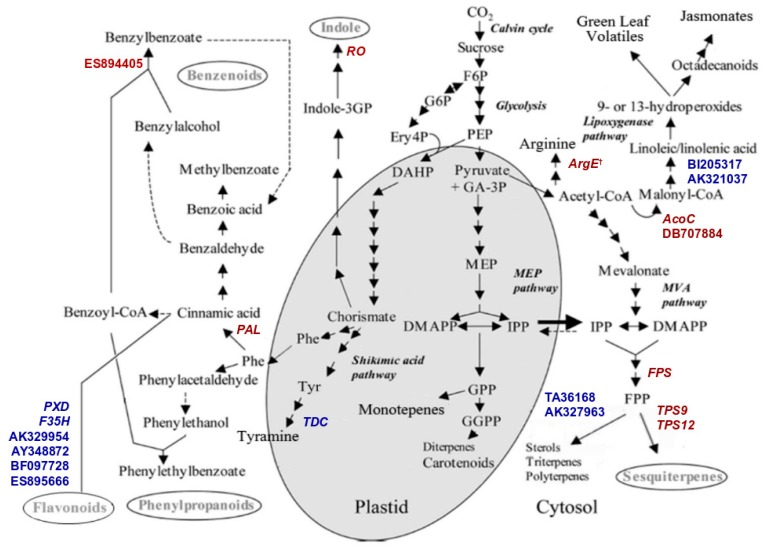 CO2
Calvin cycle
Sucrose
F6P
G6P
Glycolysis
Ery4P
PEP
DAHP
Pyruvate
+ GA-3P
Benzylbenzoate
ES894405
Benzenoids
Benzylalcohol
Methylbenzoate
Benzoic acid
Benzaldehyde
Benzoyl-CoA
Cinnamic acid
PAL
Phe
Phe
Phenylacetaldehyde
Phenylethanol
Phenylethylbenzoate
Phenylpropanoids
PXD
F35H
AK329954
AY348872
BF097728
ES895666
Flavonoids
Indole
RO
Indole-3GP
Chorismate
Shikimic acid
pathway
Tyr
TDC
Tyramine
MEP
MEP
pathway
DMAPP
IPP
GPP
Monotepenes
GGPP
Diterpenes
Carotenoids
Plastid
Green Leaf
Volatiles
Jasmonates
Octadecanoids
9- or 13-hydroperoxides
Lipoxygenase
pathway
Linoleic/linolenic acid
BI205317
AK321037
Arginine
ArgE†
Acetyl-CoA
Malonyl-CoA
AcoC
DB707884
Mevalonate
MVA
pathway
IPP
DMAPP
FPS
FPP
TA36168
AK327963
TPS9
TPS12
Sterols
Triterpenes
Polyterpenes
Sesquiterpenes
Cytosol